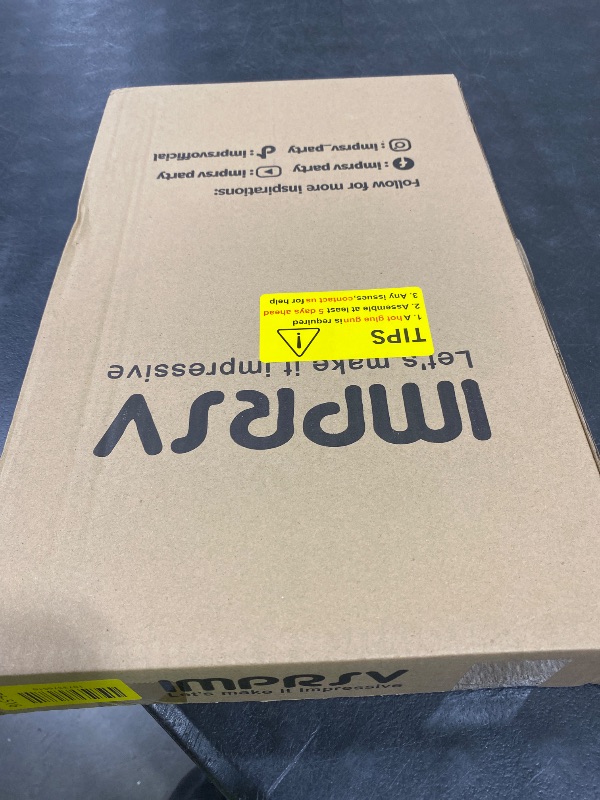 IMPRSV
Let's make it impressive
TIPS
1. A hot glue gun is required
2. Assemble at least 5 days ahead
3. Any issues, contact us for help
Follow for more inspirations:
: imprsv party : imprsv party
: imprsv_party : imprsvofficial
IMPRSV
Let's make it impressive